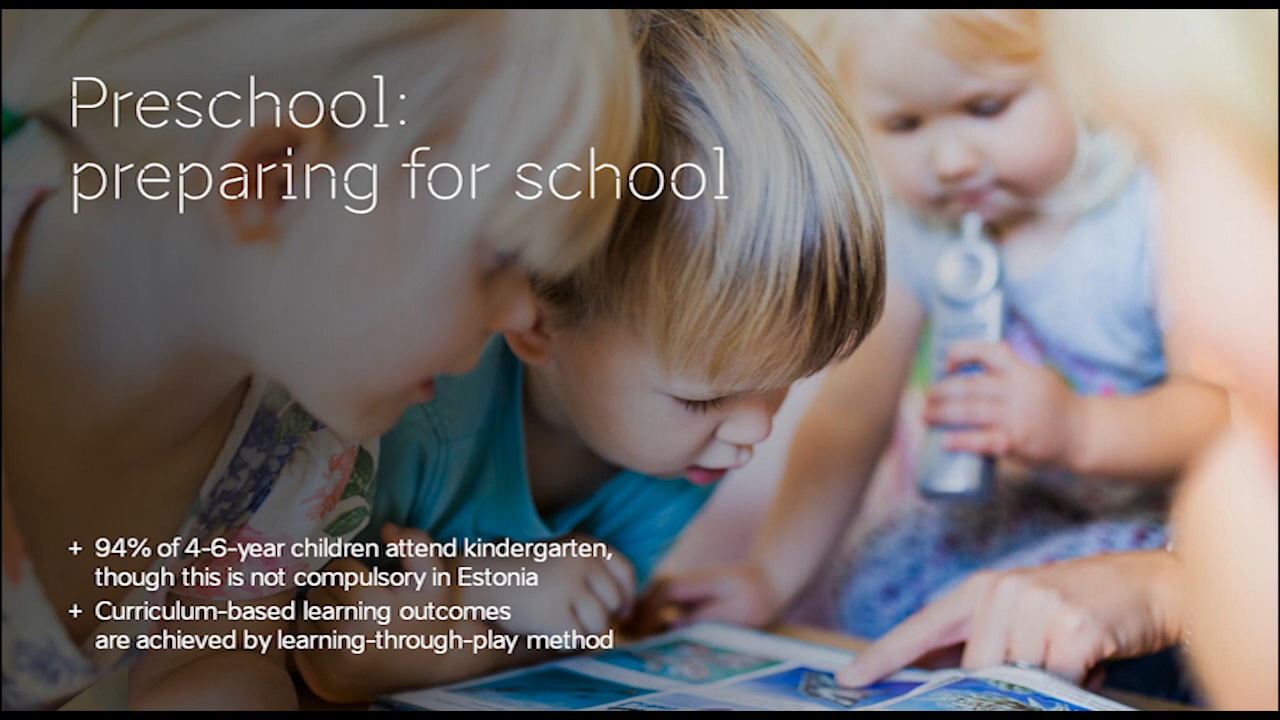 Preschool:
preparing for school
+ 94% of 4-6-year children attend kindergarten,
though this is not compulsory in Estonia
+ Curriculum-based learning outcomes
are achieved by learning-through-play method